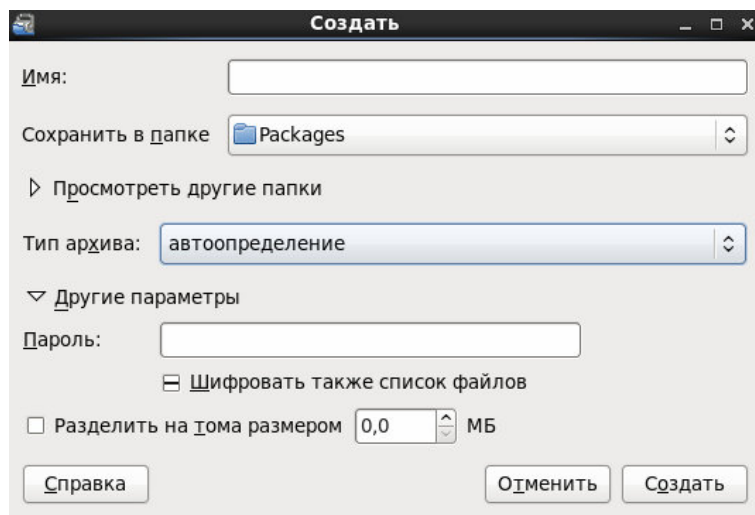 Создать
Имя:
Сохранить в папке Packages
Просмотреть другие папки
Тип архива: автоопределение
Другие параметры
Пароль:
Шифровать также список файлов
Разделить на тома размером 0,0 МБ
Справка Отменить Создать